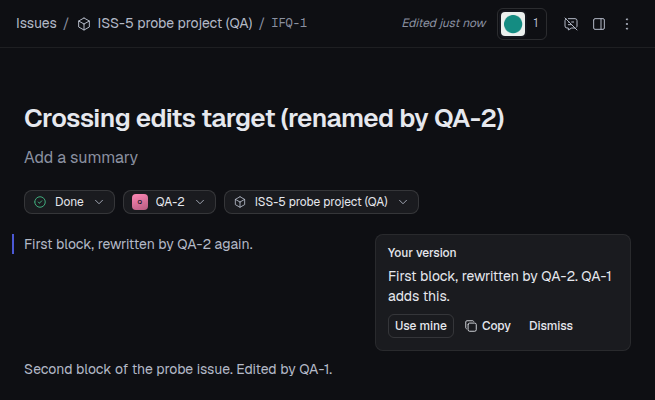 Issues / ISS-5 probe project (QA) / IFQ-1
Edited just now
1
Crossing edits target (renamed by QA-2)
Add a summary
Done
QA-2
ISS-5 probe project (QA)
First block, rewritten by QA-2 again.
Your version
First block, rewritten by QA-2. QA-1
adds this.
Use mine
Copy
Dismiss
Second block of the probe issue. Edited by QA-1.